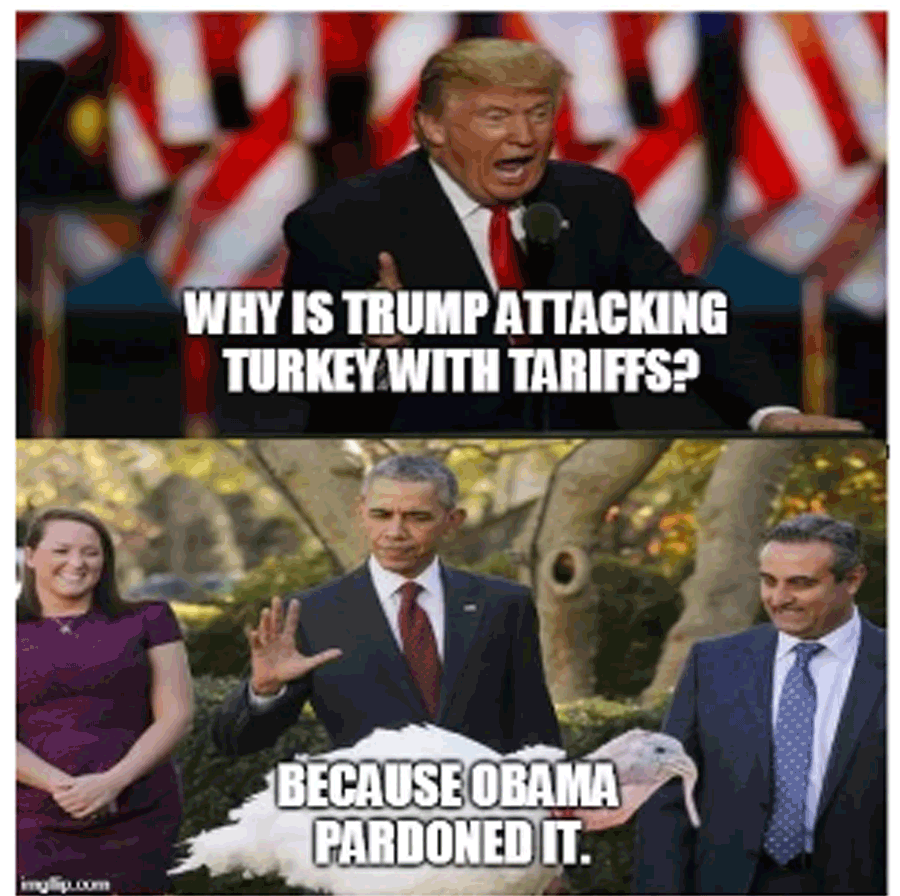 WHY IS TRUMP ATTACKING
TURKEY WITH TARIFFS?
BECAUSE OBAMA
PARDONED IT.
imgflip.com